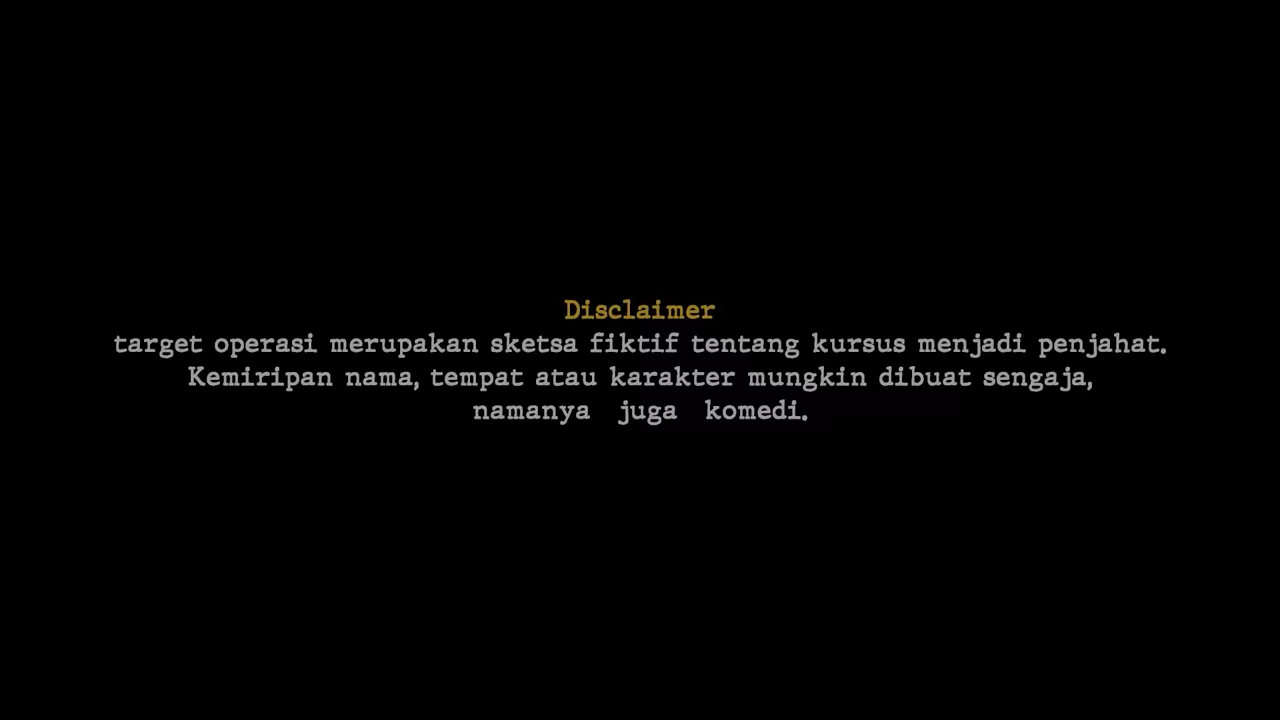 Disclaimer
target operasi merupakan sketsa fiktif tentang kursus menjadi penjahat.
Kemiripan nama, tempat atau karakter mungkin dibuat sengaja,
namanya juga komedi.